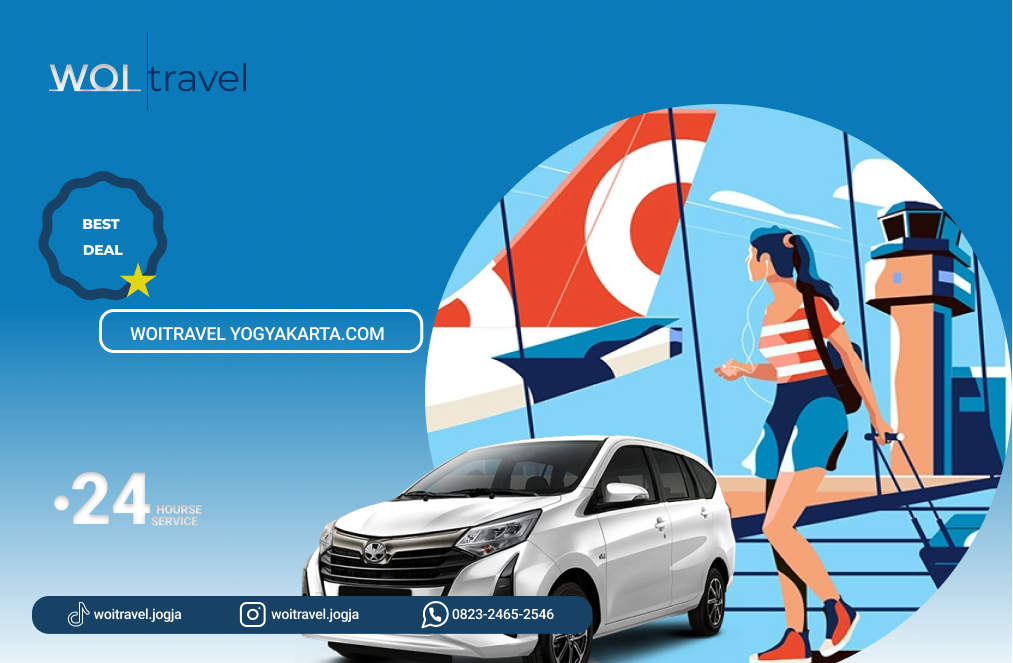 WOI travel
BEST
DEAL
WOITRAVEL YOGYAKARTA.COM
24 HOURSE
SERVICE
woitravel.jogja
woitravel.jogja
0823-2465-2546